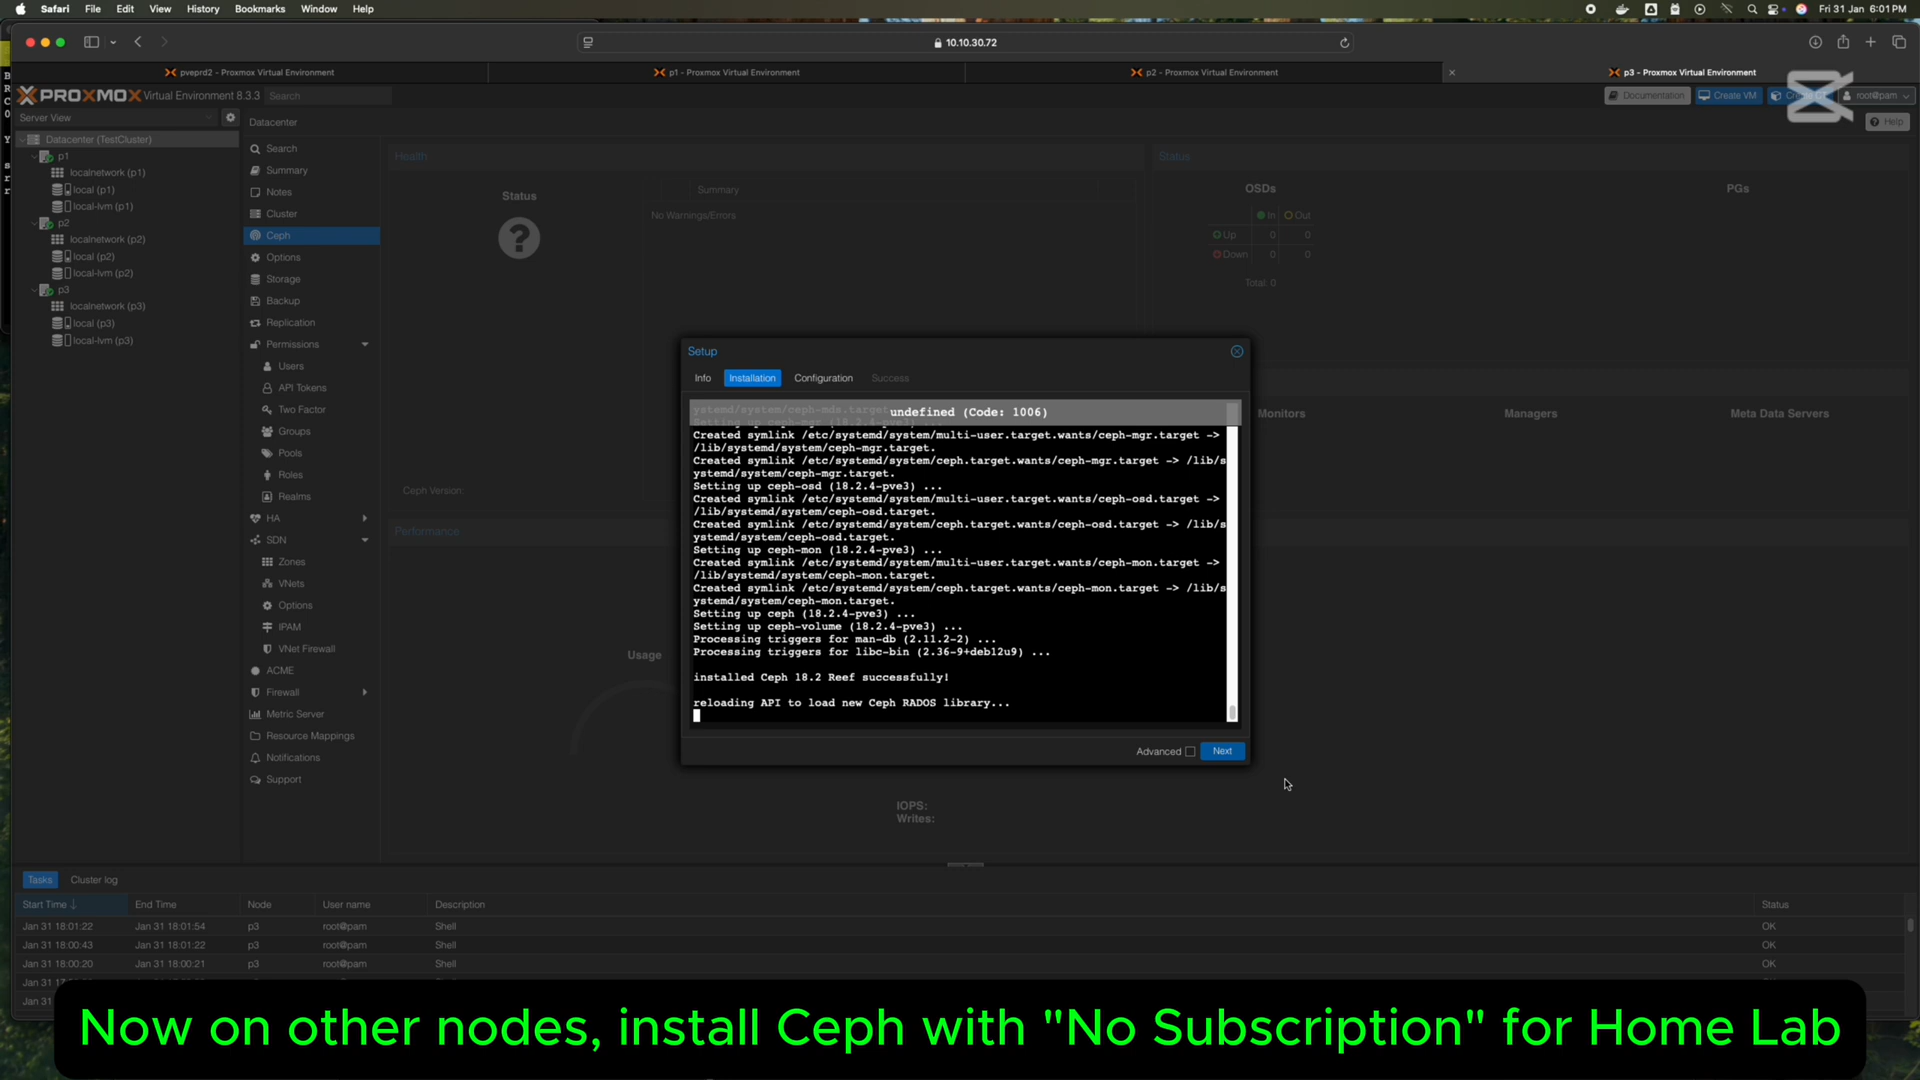 Safari File Edit View History Bookmarks Window Help
Fri 31 Jan 6:01 PM
10.10.30.72
pveprd2 - Proxmox Virtual Environment
p1 - Proxmox Virtual Environment
p2 - Proxmox Virtual Environment
p3 - Proxmox Virtual Environment
PROXMOX Virtual Environment 8.3.3 Search
Documentation Create VM root@pam
Server View
Help
Datacenter (TestCluster)
p1
localnetwork (p1)
local (p1)
local-lvm (p1)
p2
localnetwork (p2)
local (p2)
local-lvm (p2)
p3
localnetwork (p3)
local (p3)
local-lvm (p3)
Datacenter
Search
Summary
Notes
Cluster
Ceph
Options
Storage
Backup
Replication
Permissions
Users
API Tokens
Two Factor
Groups
Pools
Roles
Realms
HA
SDN
Zones
VNets
Options
IPAM
VNet Firewall
ACME
Firewall
Metric Server
Resource Mappings
Notifications
Support
Health
Status
Summary
No Warnings/Errors
Ceph Version:
Status
OSDs
PGs
In Out
Up 0 0
Down 0 0
Total: 0
Monitors Managers Meta Data Servers
Performance
Usage
IOPS:
Writes:
Setup
Info Installation Configuration Success
undefined (Code: 1006)
ystemd/system/ceph-mds.target.
Setting up ceph-mgr (18.2.4-pve3) ...
Created symlink /etc/systemd/system/multi-user.target.wants/ceph-mgr.target ->
/lib/systemd/system/ceph-mgr.target.
Created symlink /etc/systemd/system/ceph.target.wants/ceph-mgr.target -> /lib/s
ystemd/system/ceph-mgr.target.
Setting up ceph-osd (18.2.4-pve3) ...
Created symlink /etc/systemd/system/multi-user.target.wants/ceph-osd.target ->
/lib/systemd/system/ceph-osd.target.
Created symlink /etc/systemd/system/ceph.target.wants/ceph-osd.target -> /lib/s
ystemd/system/ceph-osd.target.
Setting up ceph-mon (18.2.4-pve3) ...
Created symlink /etc/systemd/system/multi-user.target.wants/ceph-mon.target ->
/lib/systemd/system/ceph-mon.target.
Created symlink /etc/systemd/system/ceph.target.wants/ceph-mon.target -> /lib/s
ystemd/system/ceph-mon.target.
Setting up ceph (18.2.4-pve3) ...
Setting up ceph-volume (18.2.4-pve3) ...
Processing triggers for man-db (2.11.2-2) ...
Processing triggers for libc-bin (2.36-9+deb12u9) ...
installed Ceph 18.2 Reef successfully!
reloading API to load new Ceph RADOS library...
Advanced Next
Tasks Cluster log
Start Time End Time Node User name Description Status
Jan 31 18:01:22 Jan 31 18:01:54 p3 root@pam Shell OK
Jan 31 18:00:43 Jan 31 18:01:22 p3 root@pam Shell OK
Jan 31 18:00:20 Jan 31 18:00:21 p3 root@pam Shell OK
Now on other nodes, install Ceph with "No Subscription" for Home Lab